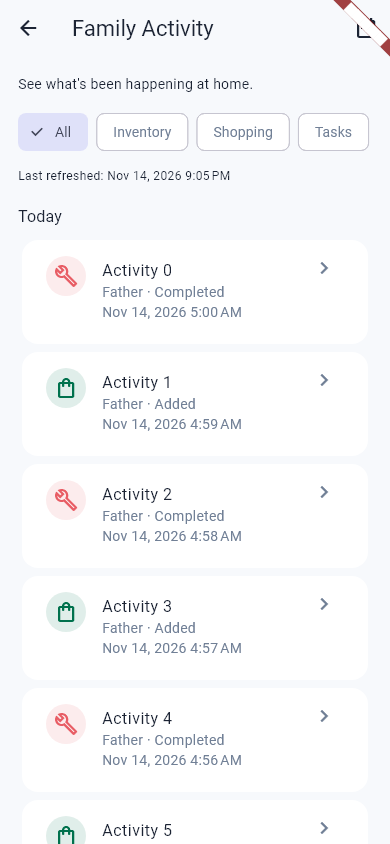 Family Activity
See what's been happening at home.
All
Inventory
Shopping
Tasks
Last refreshed: Nov 14, 2026 9:05 PM
Today
Activity 0
Father · Completed
Nov 14, 2026 5:00 AM
Activity 1
Father · Added
Nov 14, 2026 4:59 AM
Activity 2
Father · Completed
Nov 14, 2026 4:58 AM
Activity 3
Father · Added
Nov 14, 2026 4:57 AM
Activity 4
Father · Completed
Nov 14, 2026 4:56 AM
Activity 5